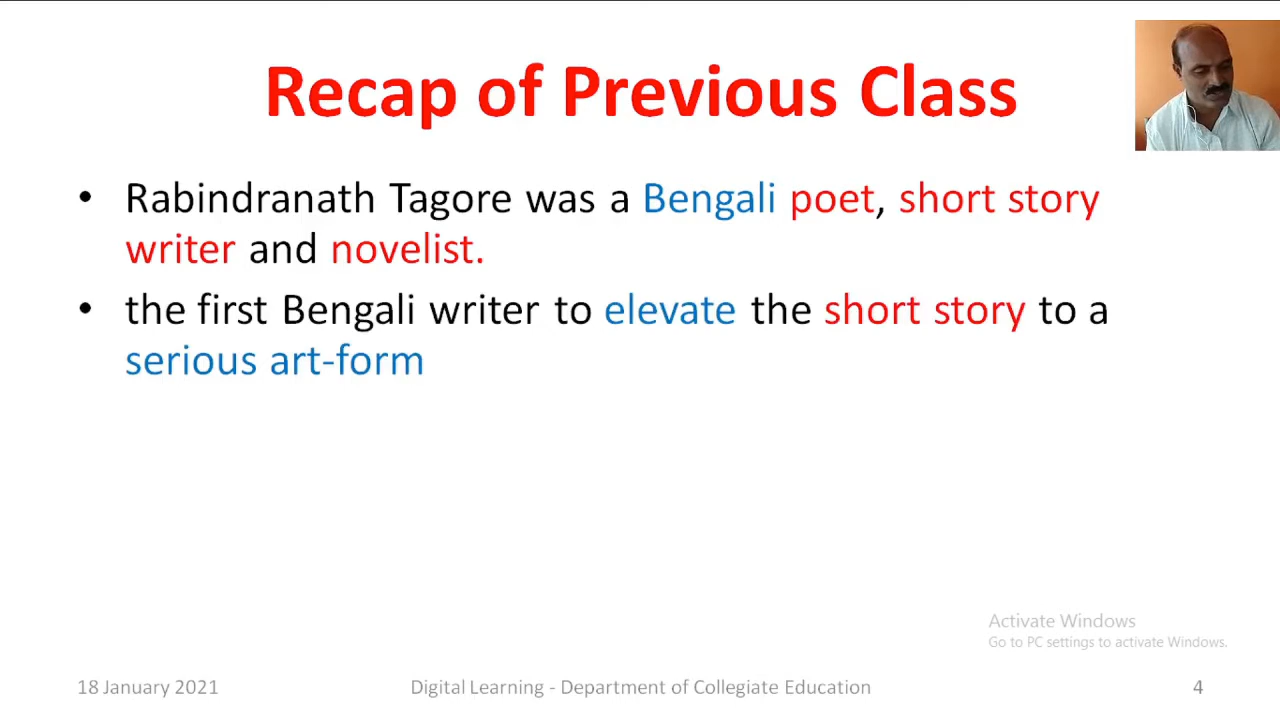 Recap of Previous Class
• Rabindranath Tagore was a Bengali poet, short story
writer and novelist.
• the first Bengali writer to elevate the short story to a
serious art-form
Activate Windows
Go to PC settings to activate Windows.
18 January 2021
Digital Learning - Department of Collegiate Education
4